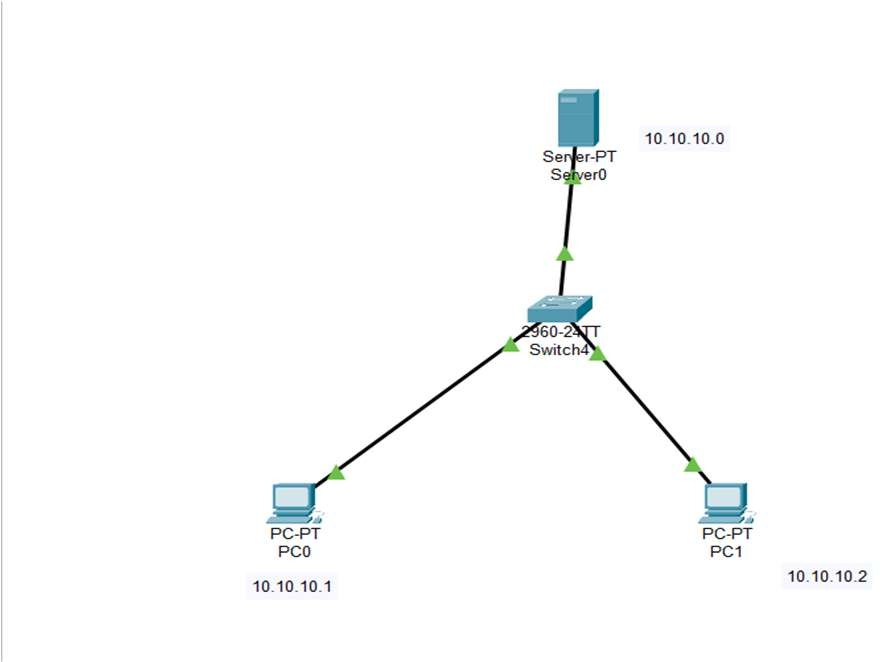 10.10.10.0
Server-PT
Server0
2960-24TT
Switch4
PC-PT
PC0
10.10.10.1
PC-PT
PC1
10.10.10.2